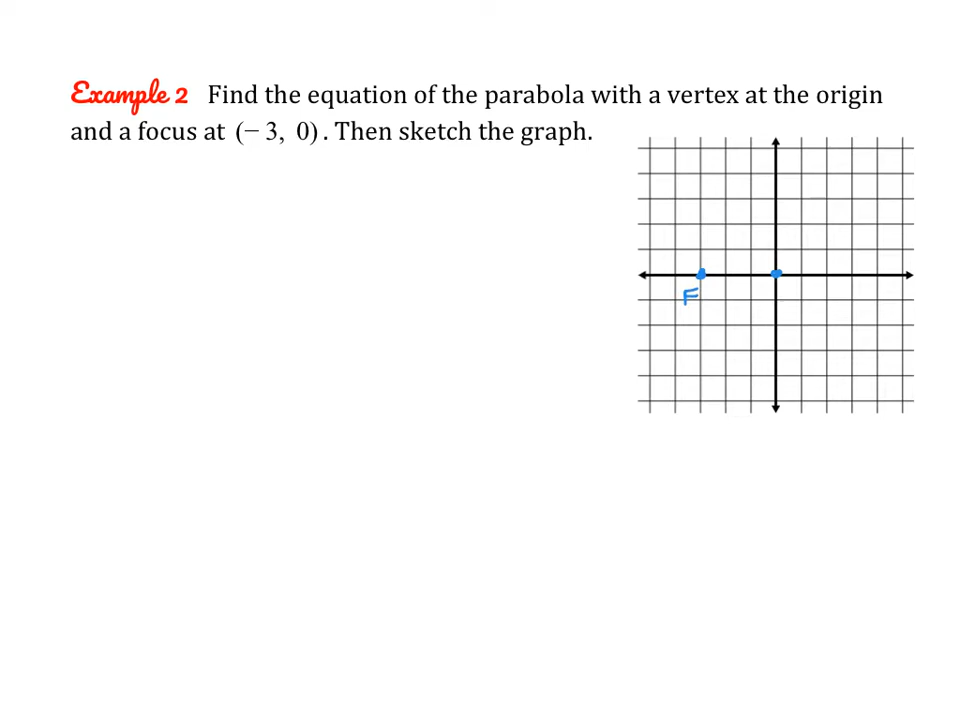 Example 2 Find the equation of the parabola with a vertex at the origin
and a focus at (− 3, 0). Then sketch the graph.
F